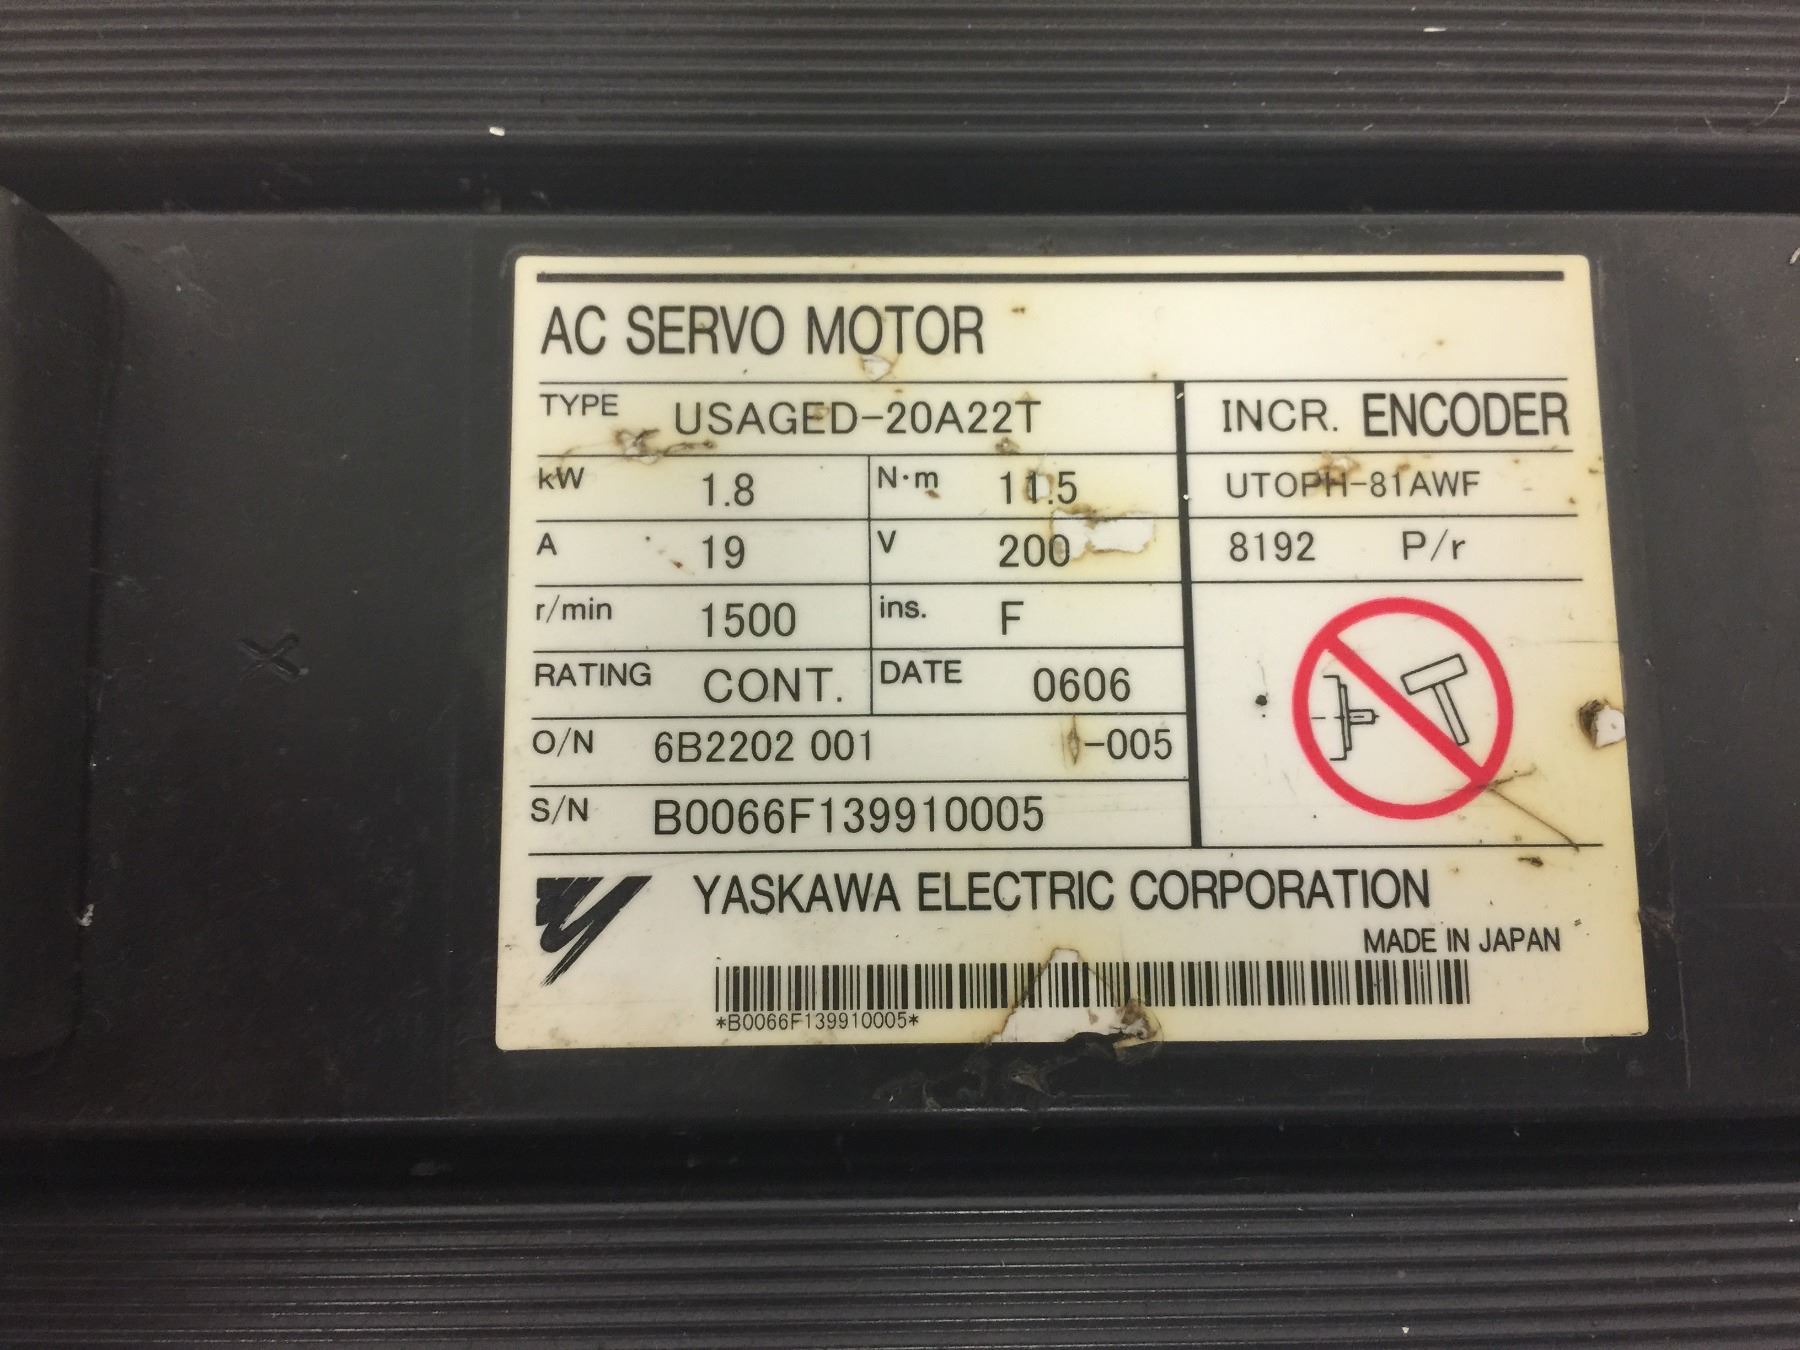 AC SERVO MOTOR
TYPE USAGED-20A22T INCR. ENCODER
kW 1.8 N·m 11.5 UTOPH-81AWF
A 19 V 200 8192 P/r
r/min 1500 ins. F
RATING CONT. DATE 0606
O/N 6B2202 001 -005
S/N B0066F139910005
YASKAWA ELECTRIC CORPORATION
MADE IN JAPAN
*B0066F139910005*